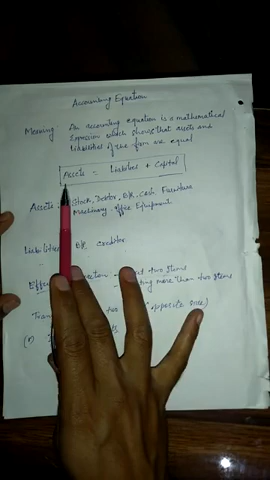 Accounting Equation
Meaning An accounting equation is a mathematical
Expression which shows that assets and
Liabilities of the firm are equal
Assets = Liabilities + Capital
Assets Stock, Debtor, B/R, Cash, Furniture
Machinery office Equipment
Liabilities B/P, creditor
two Items
more than two Items
opposite side)